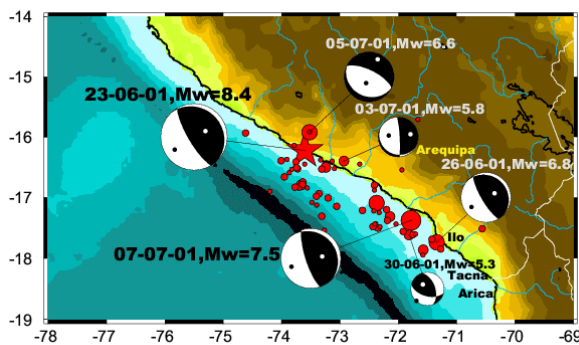 -14
05-07-01,Mw=6.6
-15
23-06-01,Mw=8.4
03-07-01,Mw=5.8
-16
Arequipa
26-06-01,Mw=6.8
-17
07-07-01,Mw=7.5
Ilo
30-06-01,Mw=5.3
-18
Tacna
Arica
-19
-78 -77 -76 -75 -74 -73 -72 -71 -70 -69